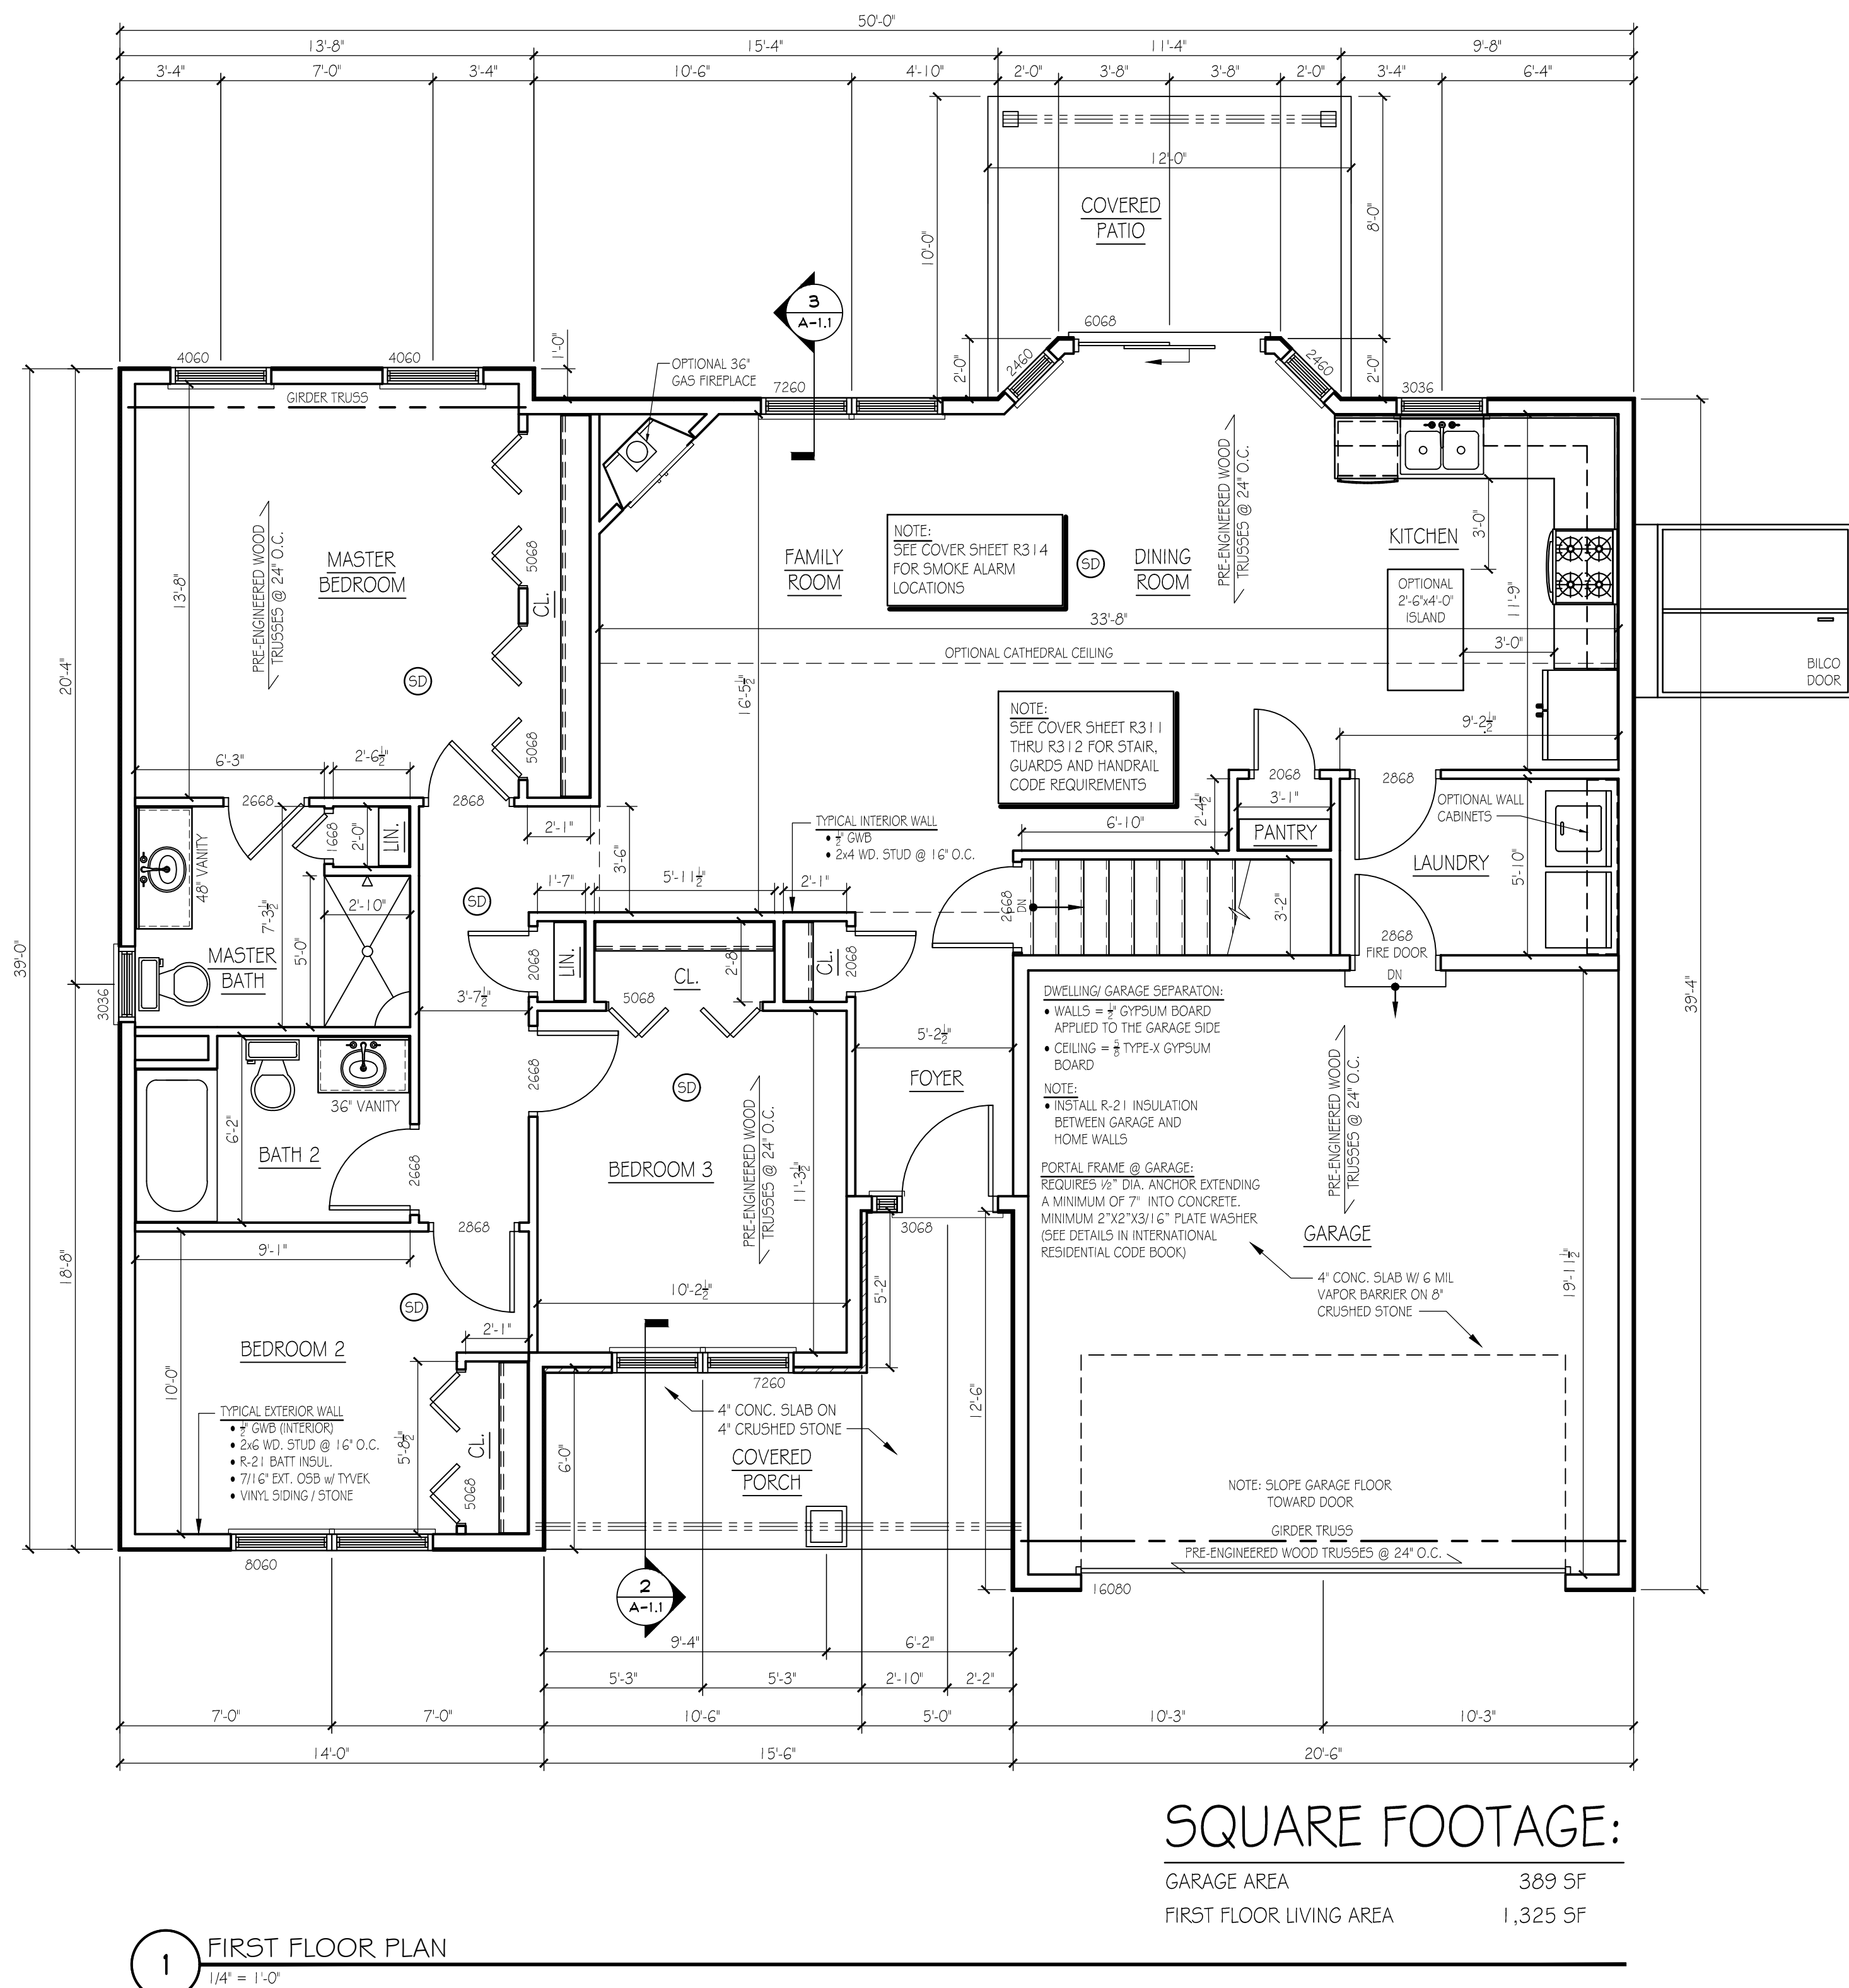 50'-0"
13'-8" 15'-4" 11'-4" 9'-8"
3'-4" 7'-0" 3'-4" 10'-6" 4'-10" 2'-0" 3'-8" 3'-8" 2'-0" 3'-4" 6'-4"
12'-0"
COVERED
PATIO
10'-0"
8'-0"
3
A-1.1
6068
4060
4060
1'-0"
OPTIONAL 36"
GAS FIREPLACE
7260
2'-0"
2460
2460
2'-0"
3036
GIRDER TRUSS
PRE-ENGINEERED WOOD
TRUSSES @ 24" O.C.
MASTER
BEDROOM
13'-8"
5068
CL.
5068
SD
FAMILY
ROOM
NOTE:
SEE COVER SHEET R314
FOR SMOKE ALARM
LOCATIONS
SD
DINING
ROOM
PRE-ENGINEERED WOOD
TRUSSES @ 24" O.C.
KITCHEN
3'-0"
OPTIONAL
2'-6"x4'-0"
ISLAND
11'-9"
3'-0"
33'-8"
OPTIONAL CATHEDRAL CEILING
16'-5½"
BILCO
DOOR
NOTE:
SEE COVER SHEET R311
THRU R312 FOR STAIR,
GUARDS AND HANDRAIL
CODE REQUIREMENTS
9'-2½"
20'-4"
39'-0"
18'-8"
39'-4"
6'-3"
2'-6½"
2668
2868
1668
2'-0"
LIN.
48" VANITY
7'-3½"
2'-10"
5'-0"
MASTER
BATH
3036
2'-1"
3'-6"
SD
TYPICAL INTERIOR WALL
• ½" GWB
• 2x4 WD. STUD @ 16" O.C.
1'-7"
5'-11½"
2'-1"
6'-10"
2'-4½"
2068
3'-1"
PANTRY
2868
OPTIONAL WALL
CABINETS
LAUNDRY
5'-10"
2668
DN
3'-2"
2868
FIRE DOOR
DN
2068
LIN.
CL.
2'-8"
CL.
2068
5068
3'-7½"
2668
36" VANITY
6'-2"
BATH 2
2668
5'-2½"
FOYER
SD
BEDROOM 3
PRE-ENGINEERED WOOD
TRUSSES @ 24" O.C.
11'-3½"
10'-2½"
3068
5'-2"
DWELLING/ GARAGE SEPARATON:
• WALLS = ½" GYPSUM BOARD
APPLIED TO THE GARAGE SIDE
• CEILING = ⅝ TYPE-X GYPSUM
BOARD
NOTE:
• INSTALL R-21 INSULATION
BETWEEN GARAGE AND
HOME WALLS
PORTAL FRAME @ GARAGE:
REQUIRES ½" DIA. ANCHOR EXTENDING
A MINIMUM OF 7" INTO CONCRETE.
MINIMUM 2"X2"X3/16" PLATE WASHER
(SEE DETAILS IN INTERNATIONAL
RESIDENTIAL CODE BOOK)
PRE-ENGINEERED WOOD
TRUSSES @ 24" O.C.
GARAGE
4" CONC. SLAB W/ 6 MIL
VAPOR BARRIER ON 8"
CRUSHED STONE
19'-11½"
2868
9'-1"
SD
2'-1"
BEDROOM 2
10'-0"
TYPICAL EXTERIOR WALL
• ½" GWB (INTERIOR)
• 2x6 WD. STUD @ 16" O.C.
• R-21 BATT INSUL.
• 7/16" EXT. OSB w/ TYVEK
• VINYL SIDING / STONE
5'-8½"
CL.
5068
8060
7260
4" CONC. SLAB ON
4" CRUSHED STONE
COVERED
PORCH
6'-0"
12'-6"
NOTE: SLOPE GARAGE FLOOR
TOWARD DOOR
GIRDER TRUSS
PRE-ENGINEERED WOOD TRUSSES @ 24" O.C.
16080
2
A-1.1
9'-4" 6'-2"
5'-3" 5'-3" 2'-10" 2'-2"
7'-0" 7'-0" 10'-6" 5'-0" 10'-3" 10'-3"
14'-0" 15'-6" 20'-6"
SQUARE FOOTAGE:
GARAGE AREA 389 SF
FIRST FLOOR LIVING AREA 1,325 SF
1
FIRST FLOOR PLAN
1/4" = 1'-0"